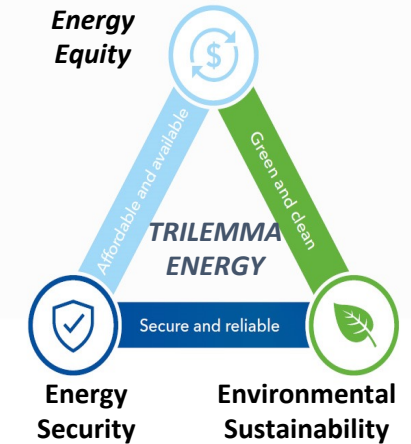 Energy
Equity
$
Affordable and available
Green and clean
TRILEMMA
ENERGY
Secure and reliable
Energy
Security
Environmental
Sustainability